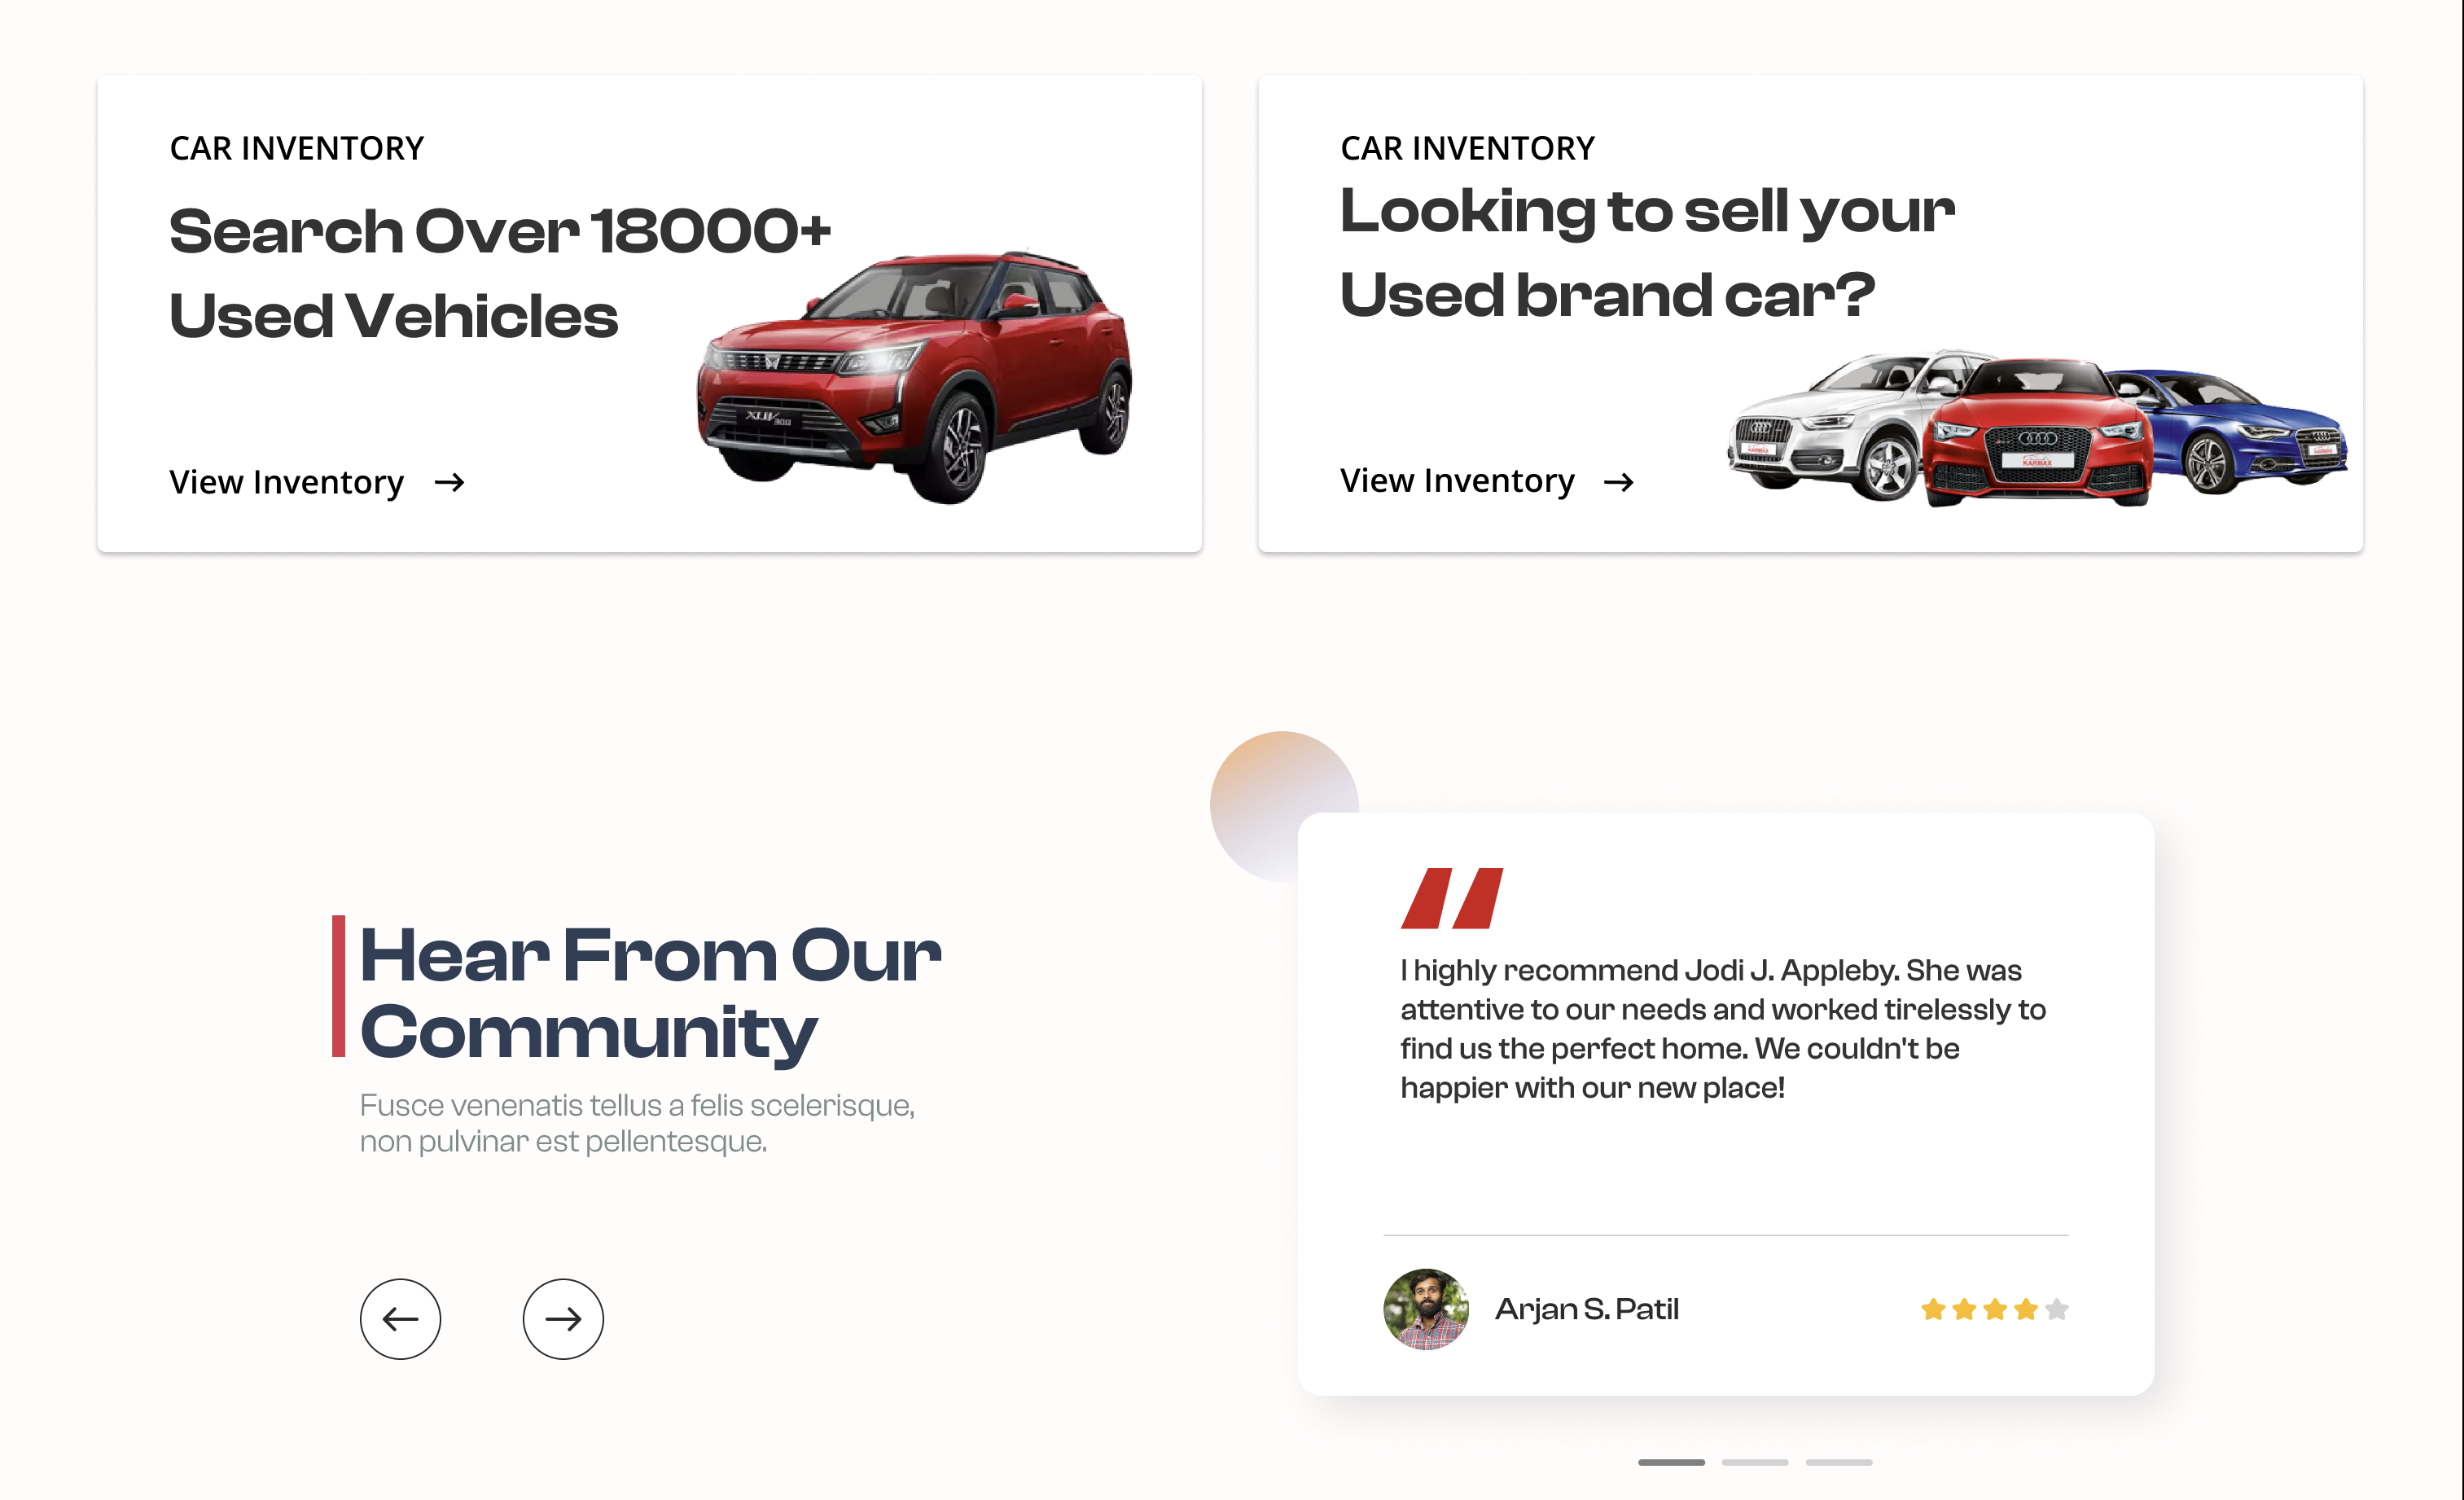 CAR INVENTORY
Search Over 18000+
Used Vehicles
View Inventory
CAR INVENTORY
Looking to sell your
Used brand car?
KARMAX
KARMAX
KARMAX
View Inventory
Hear From Our
Community
Fusce venenatis tellus a felis scelerisque,
non pulvinar est pellentesque.
I highly recommend Jodi J. Appleby. She was
attentive to our needs and worked tirelessly to
find us the perfect home. We couldn't be
happier with our new place!
Arjan S. Patil